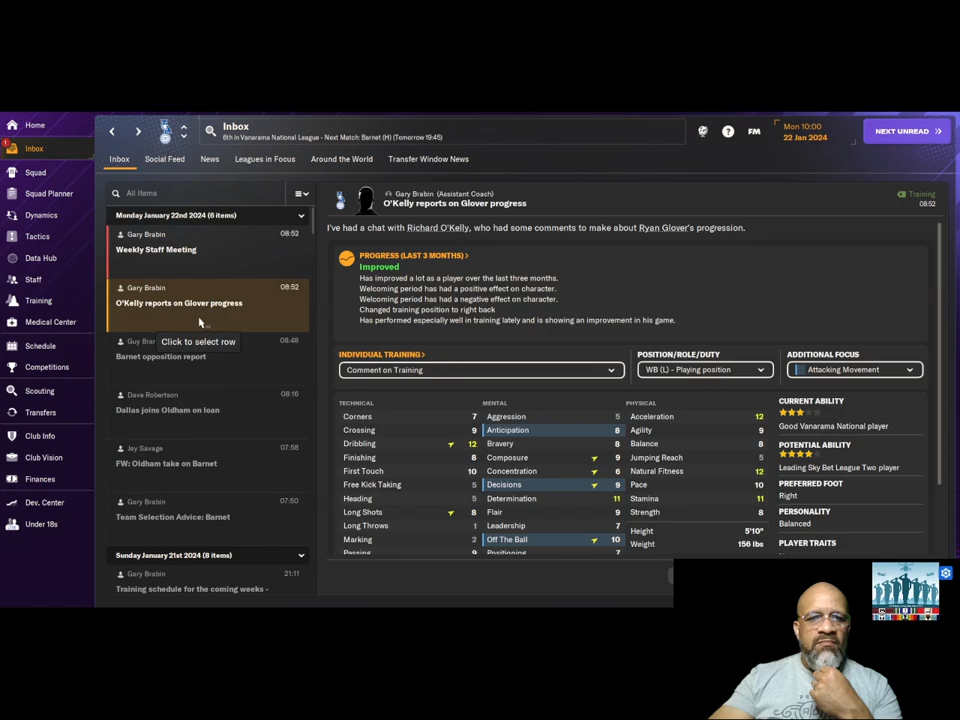 Home
Inbox
Squad
Squad Planner
Dynamics
Tactics
Data Hub
Staff
Training
Medical Center
Schedule
Competitions
Scouting
Transfers
Club Info
Club Vision
Finances
Dev. Center
Under 18s
Inbox
6th in Vanarama National League - Next Match: Barnet (H) (Tomorrow 19:45)
FM
Mon 10:00
22 Jan 2024
NEXT UNREAD
Inbox Social Feed News Leagues in Focus Around the World Transfer Window News
All Items
Monday January 22nd 2024 (6 items)
Gary Brabin 08:52
Weekly Staff Meeting
Gary Brabin 08:52
O'Kelly reports on Glover progress
Guy Bra 08:48
Click to select row
Barnet opposition report
Dave Robertson 08:16
Dallas joins Oldham on loan
Jay Savage 07:58
FW: Oldham take on Barnet
Gary Brabin 07:50
Team Selection Advice: Barnet
Sunday January 21st 2024 (8 items)
Gary Brabin 21:11
Training schedule for the coming weeks -
Gary Brabin (Assistant Coach)
O'Kelly reports on Glover progress
Training
08:52
I've had a chat with Richard O'Kelly, who had some comments to make about Ryan Glover's progression.
PROGRESS (LAST 3 MONTHS) >
Improved
Has improved a lot as a player over the last three months.
Welcoming period has had a positive effect on character.
Welcoming period has had a negative effect on character.
Changed training position to right back
Has performed especially well in training lately and is showing an improvement in his game.
INDIVIDUAL TRAINING >
Comment on Training
POSITION/ROLE/DUTY
WB (L) - Playing position
ADDITIONAL FOCUS
Attacking Movement
TECHNICAL
Corners 7
Crossing 9
Dribbling 12
Finishing 8
First Touch 10
Free Kick Taking 5
Heading 5
Long Shots 8
Long Throws 1
Marking 2
Passing 9
MENTAL
Aggression 5
Anticipation 8
Bravery 8
Composure 9
Concentration 6
Decisions 9
Determination 11
Flair 9
Leadership 7
Off The Ball 10
Positioning 7
PHYSICAL
Acceleration 12
Agility 9
Balance 8
Jumping Reach 5
Natural Fitness 12
Pace 10
Stamina 11
Strength 8
Height 5'10"
Weight 156 lbs
CURRENT ABILITY
Good Vanarama National player
POTENTIAL ABILITY
Leading Sky Bet League Two player
PREFERRED FOOT
Right
PERSONALITY
Balanced
PLAYER TRAITS